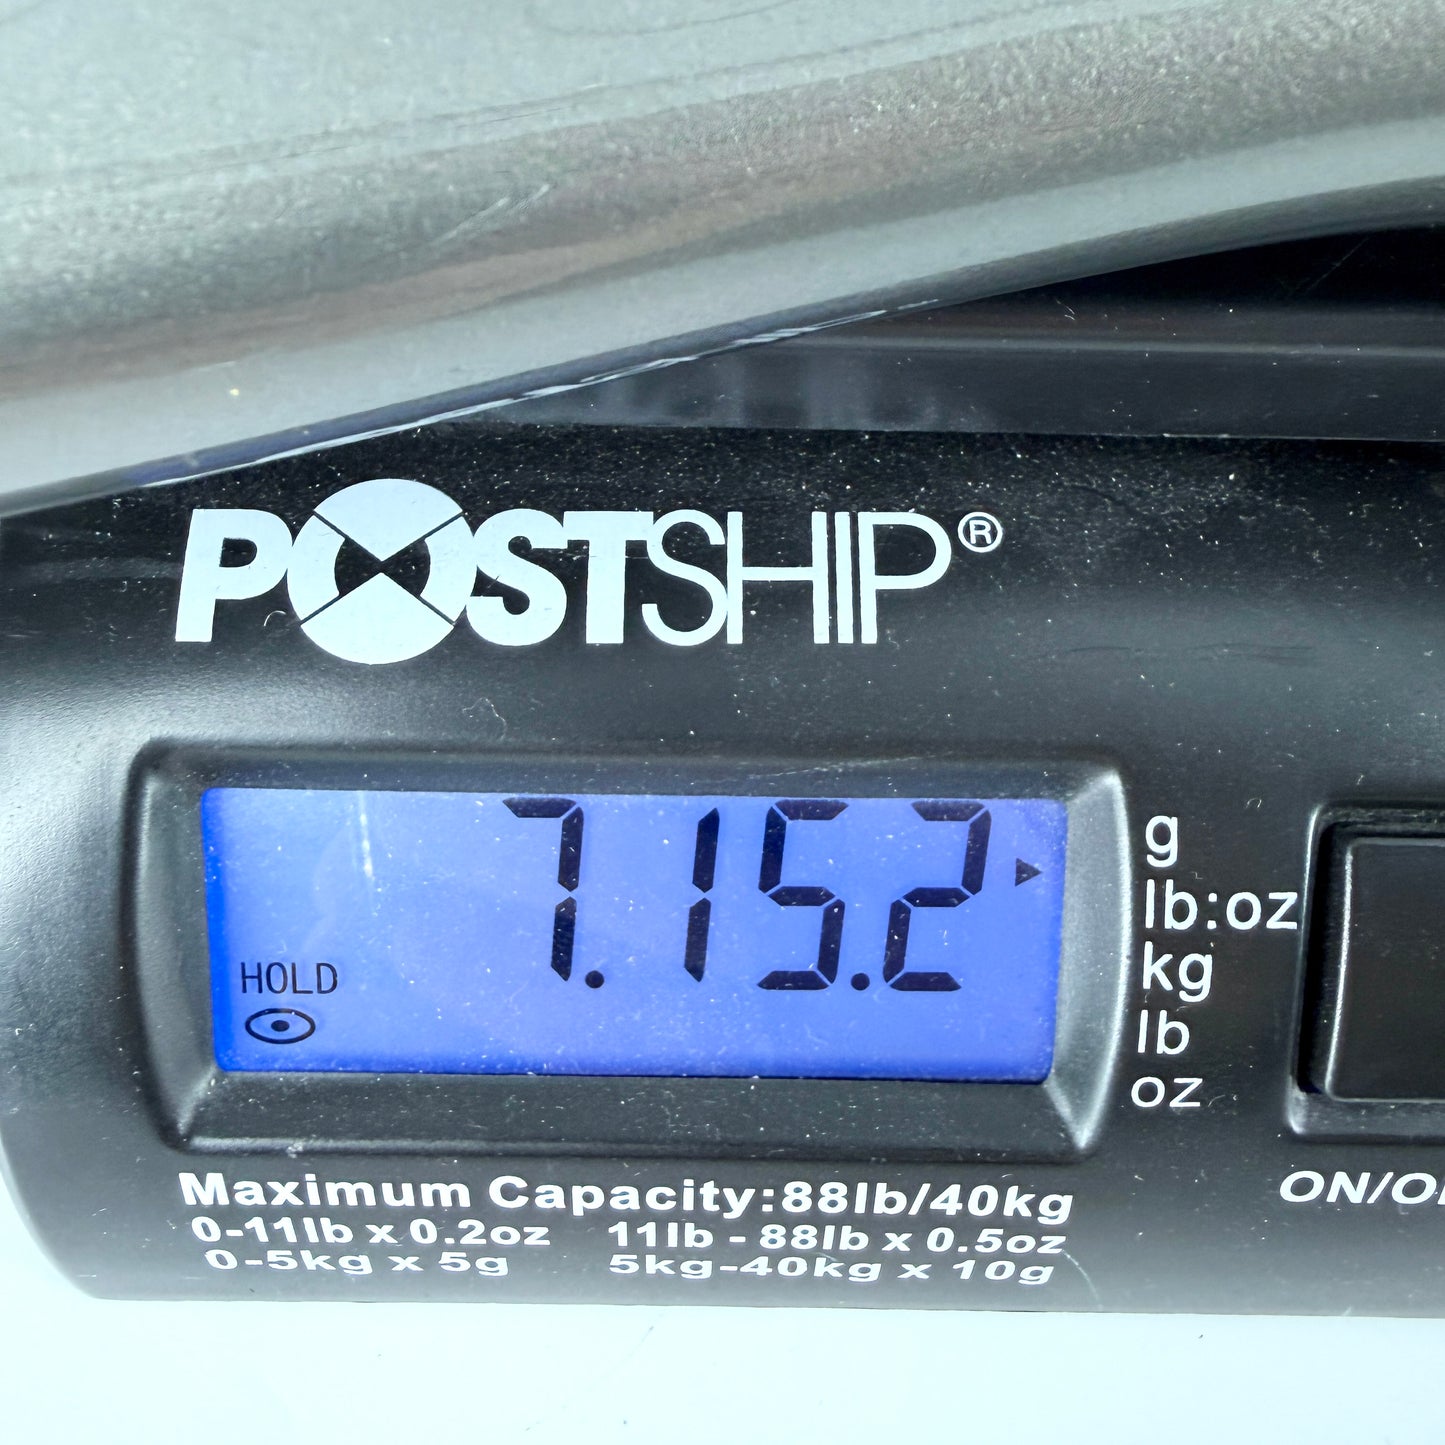 POSTSHIP®
7.15.2
g
lb:oz
HOLD
kg
lb
oz
Maximum Capacity:88lb/40kg
0-11lb x 0.2oz 11lb - 88lb x 0.5oz
0-5kg x 5g 5kg-40kg x 10g